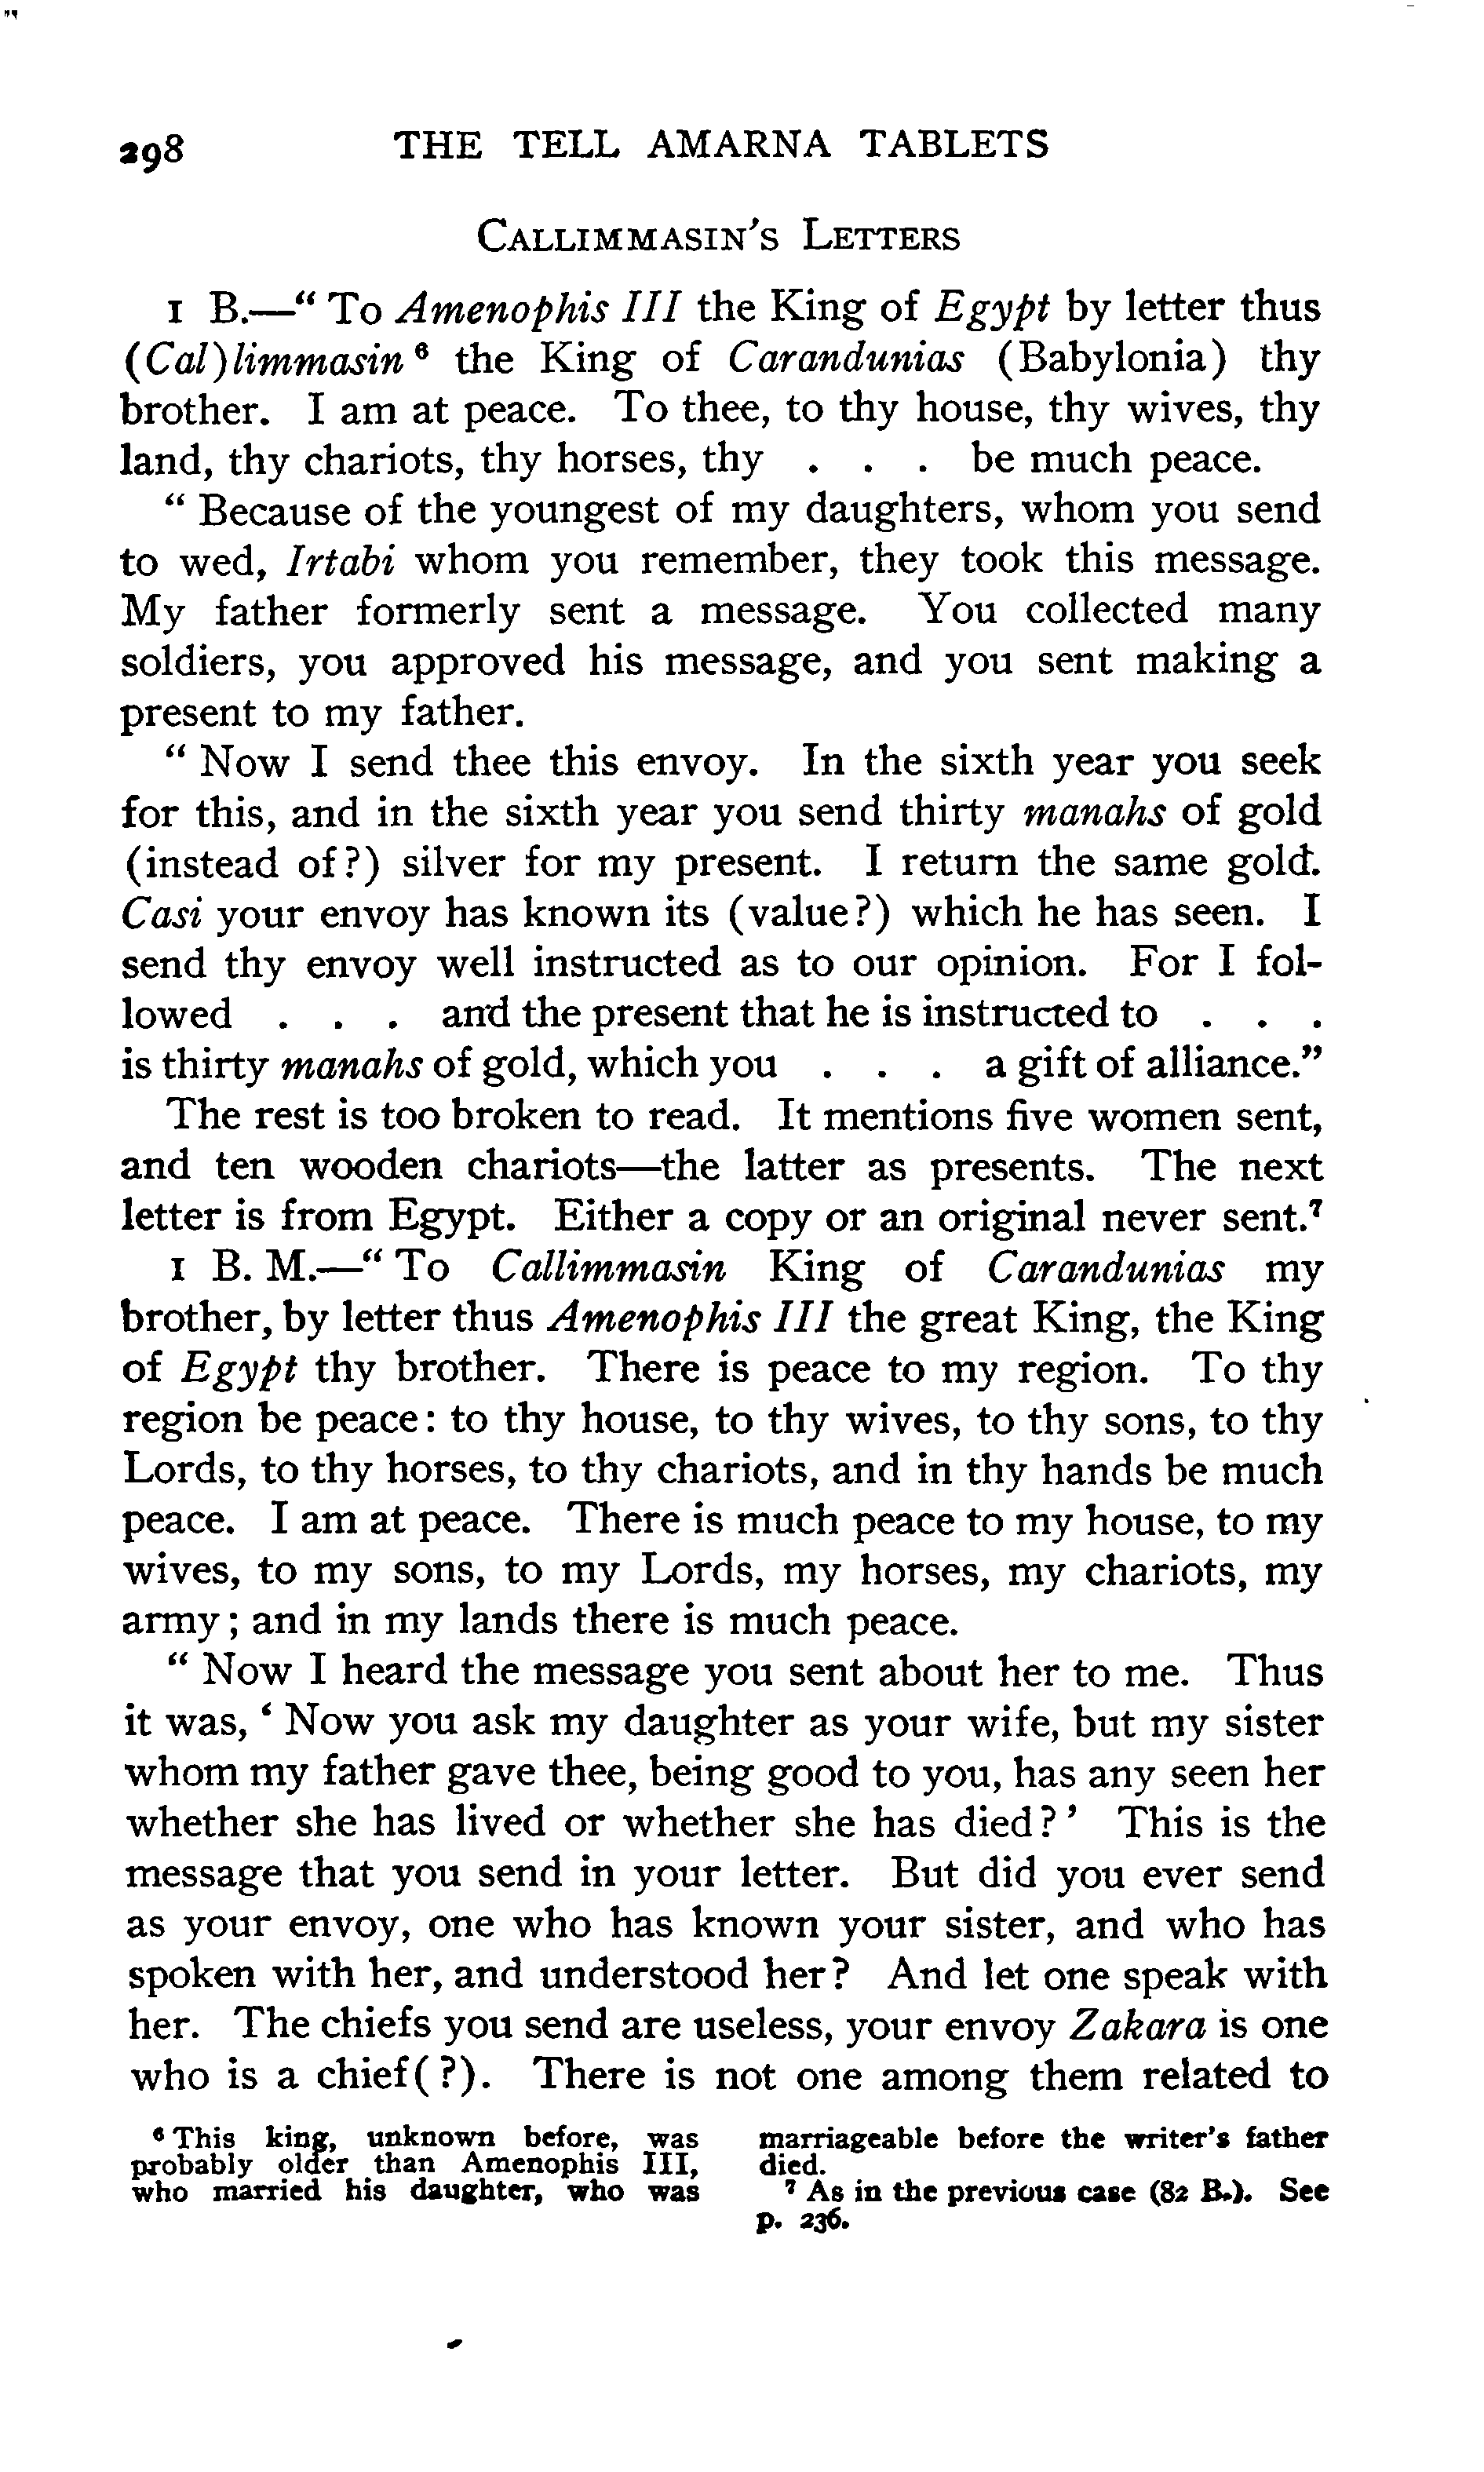 298 THE TELL AMARNA TABLETS
CALLIMMASIN'S LETTERS
1 B.—“ To Amenophis III the King of Egypt by letter thus
(Cal)limmasin ⁶ the King of Carandunias (Babylonia) thy
brother. I am at peace. To thee, to thy house, thy wives, thy
land, thy chariots, thy horses, thy . . . be much peace.
“ Because of the youngest of my daughters, whom you send
to wed, Irtabi whom you remember, they took this message.
My father formerly sent a message. You collected many
soldiers, you approved his message, and you sent making a
present to my father.
“ Now I send thee this envoy. In the sixth year you seek
for this, and in the sixth year you send thirty manahs of gold
(instead of?) silver for my present. I return the same gold.
Casi your envoy has known its (value?) which he has seen. I
send thy envoy well instructed as to our opinion. For I fol-
lowed . . . and the present that he is instructed to . . .
is thirty manahs of gold, which you . . . a gift of alliance.”
The rest is too broken to read. It mentions five women sent,
and ten wooden chariots—the latter as presents. The next
letter is from Egypt. Either a copy or an original never sent.⁷
1 B. M.—“ To Callimmasin King of Carandunias my
brother, by letter thus Amenophis III the great King, the King
of Egypt thy brother. There is peace to my region. To thy
region be peace: to thy house, to thy wives, to thy sons, to thy
Lords, to thy horses, to thy chariots, and in thy hands be much
peace. I am at peace. There is much peace to my house, to my
wives, to my sons, to my Lords, my horses, my chariots, my
army; and in my lands there is much peace.
“ Now I heard the message you sent about her to me. Thus
it was, ‘ Now you ask my daughter as your wife, but my sister
whom my father gave thee, being good to you, has any seen her
whether she has lived or whether she has died?’ This is the
message that you send in your letter. But did you ever send
as your envoy, one who has known your sister, and who has
spoken with her, and understood her? And let one speak with
her. The chiefs you send are useless, your envoy Zakara is one
who is a chief(?). There is not one among them related to
⁶ This king, unknown before, was
probably older than Amenophis III,
who married his daughter, who was
marriageable before the writer's father
died.
⁷ As in the previous case (82 B.). See
p. 236.